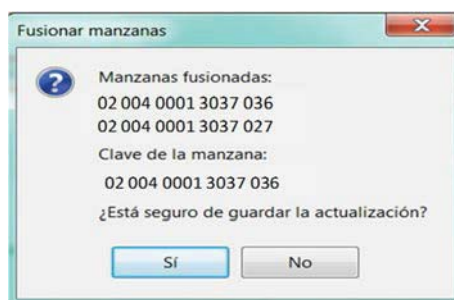 Fusionar manzanas
Manzanas fusionadas:
02 004 0001 3037 036
02 004 0001 3037 027
Clave de la manzana:
02 004 0001 3037 036
¿Está seguro de guardar la actualización?
Sí No